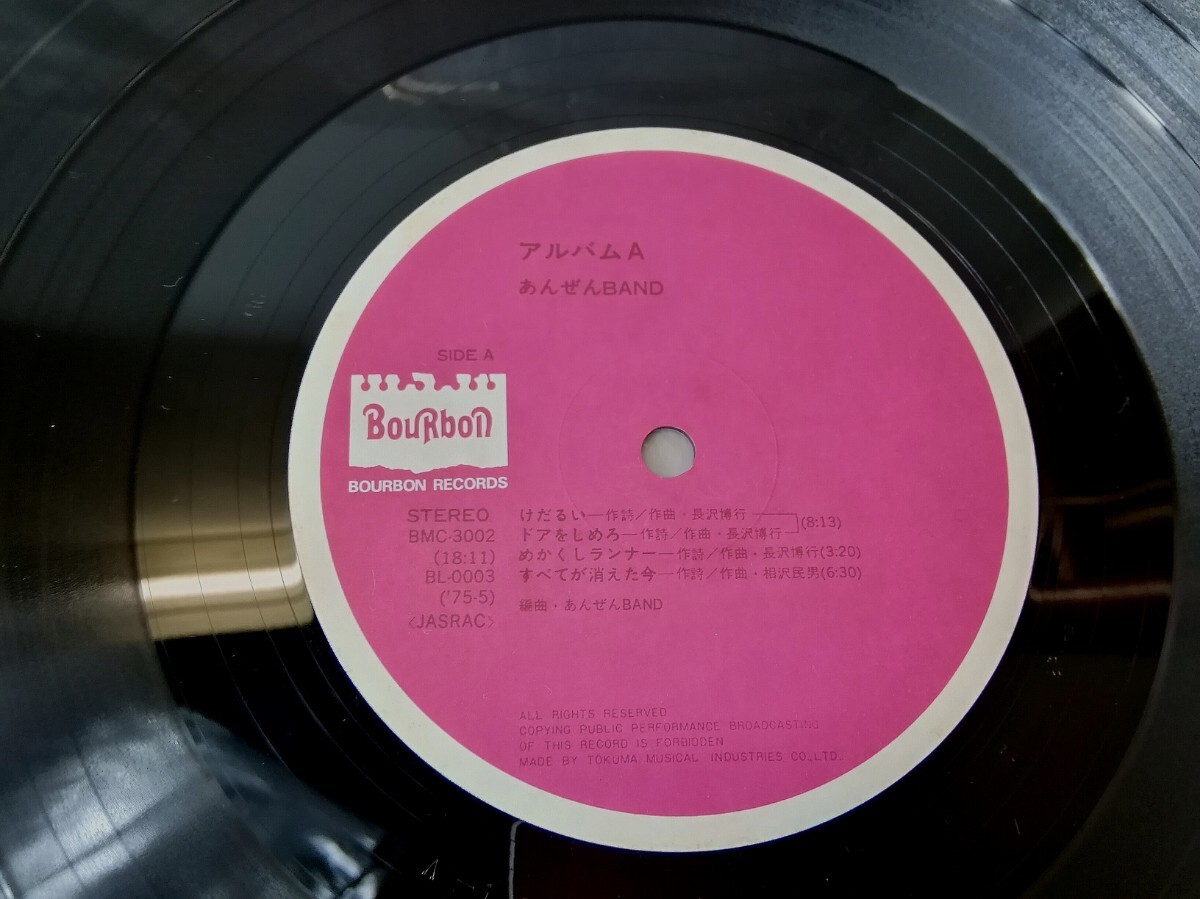 アルバムA
あんぜんBAND
SIDE A
BOURBON
BOURBON RECORDS
STEREO
BMC-3002
(18:11)
BL-0003
('75-5)
〈JASRAC〉
けだるい―作詩/作曲・長沢博行
ドアをしめろ―作詩/作曲・長沢博行 (8:13)
めかくしランナー―作詩/作曲・長沢博行(3:20)
すべてが消えた今―作詩/作曲・相沢民男(6:30)
編曲・あんぜんBAND
ALL RIGHTS RESERVED
COPYING PUBLIC PERFORMANCE BROADCASTING
OF THIS RECORD IS FORBIDDEN
MADE BY TOKUMA MUSICAL INDUSTRIES CO.,LTD.